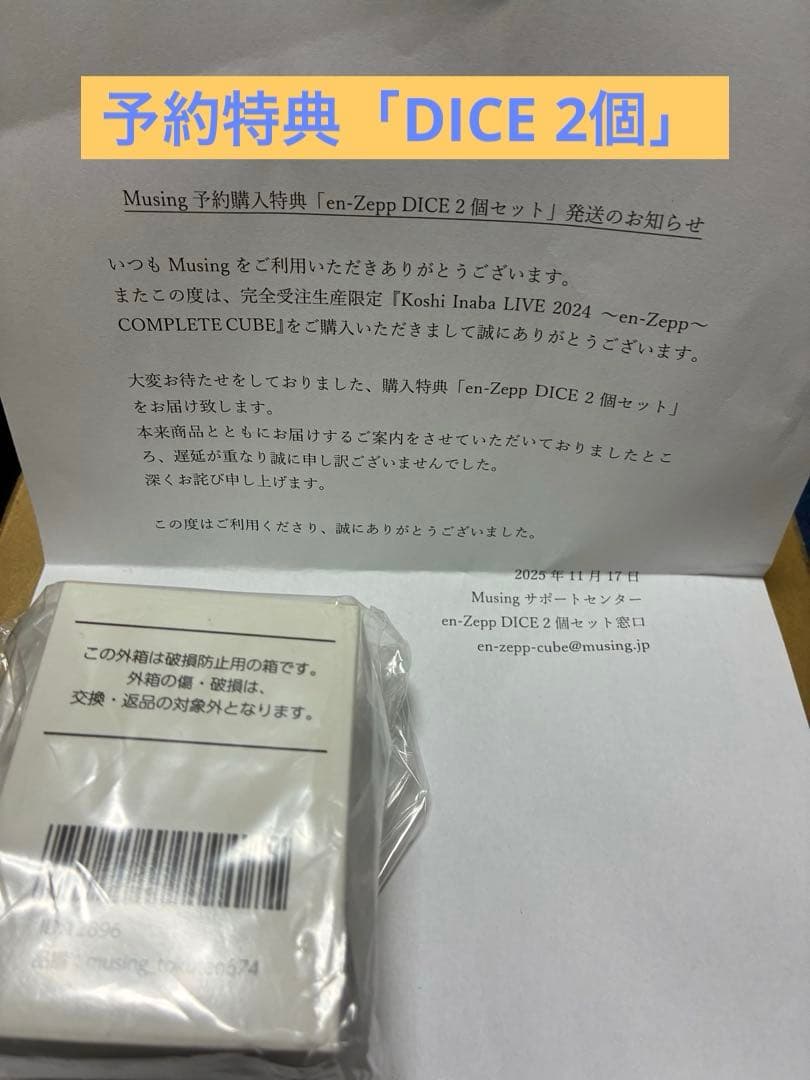 予約特典「DICE 2個」
Musing 予約購入特典「en-Zepp DICE 2 個セット」発送のお知らせ
いつも Musing をご利用いただきありがとうございます。
またこの度は、完全受注生産限定『Koshi Inaba LIVE 2024 ～en-Zepp～
COMPLETE CUBE』をご購入いただきまして誠にありがとうございます。
大変お待たせをしておりました、購入特典「en-Zepp DICE 2 個セット」
をお届け致します。
本来商品とともにお届けするご案内をさせていただいておりましたとこ
ろ、遅延が重なり誠に申し訳ございませんでした。
深くお詫び申し上げます。
この度はご利用くださり、誠にありがとうございました。
2025 年 11 月 17 日
Musing サポートセンター
en-Zepp DICE 2 個セット窓口
en-zepp-cube@musing.jp
この外箱は破損防止用の箱です。
外箱の傷・破損は、
交換・返品の対象外となります。